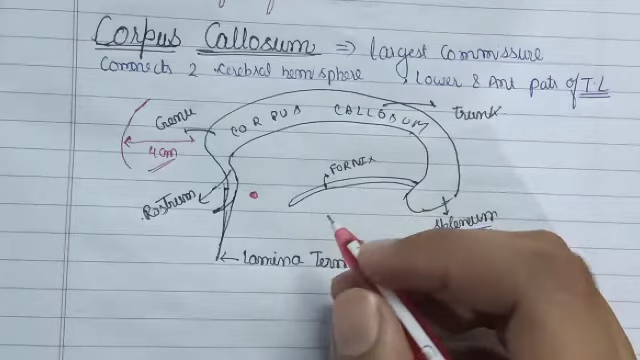 Corpus Callosum ⇒ Largest Commissure
Connects 2 cerebral hemisphere , Lower & Ant parts of T.L
Genu
CORPUS CALLOSUM
trunk
4cm
FORNIX
Rostrum
Splenium
Lamina Term